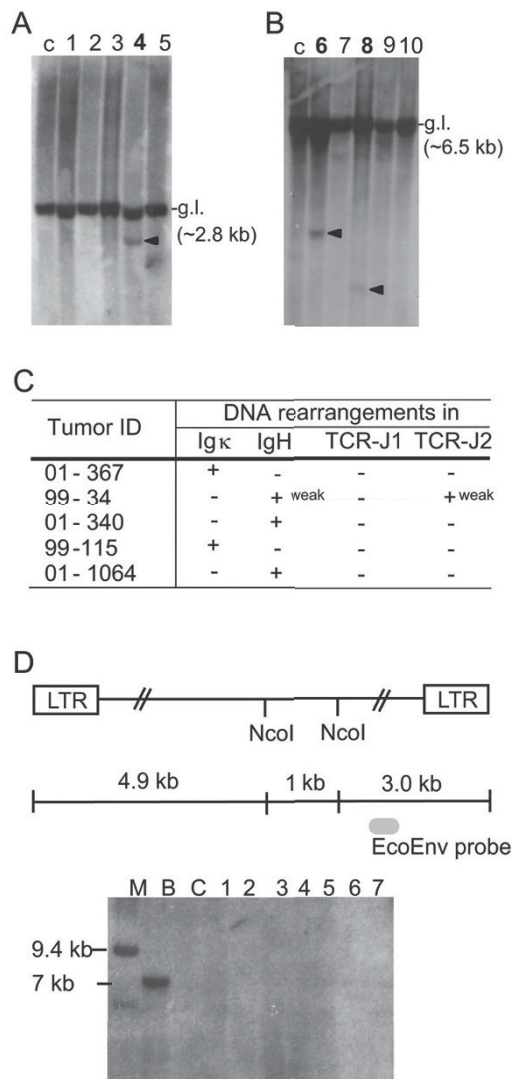 A
c 1 2 3 4 5
-g.l.
(~2.8 kb)
B
c 6 7 8 9 10
-g.l.
(~6.5 kb)
C
Tumor ID
DNA rearrangements in
Igκ IgH TCR-J1 TCR-J2
01 - 367 + - - -
99 - 34 - + weak - + weak
01 - 340 - + - -
99 -115 + - - -
01 - 1064 - + - -
D
LTR // // LTR
NcoI NcoI
4.9 kb 1 kb 3.0 kb
EcoEnv probe
M B C 1 2 3 4 5 6 7
9.4 kb
7 kb